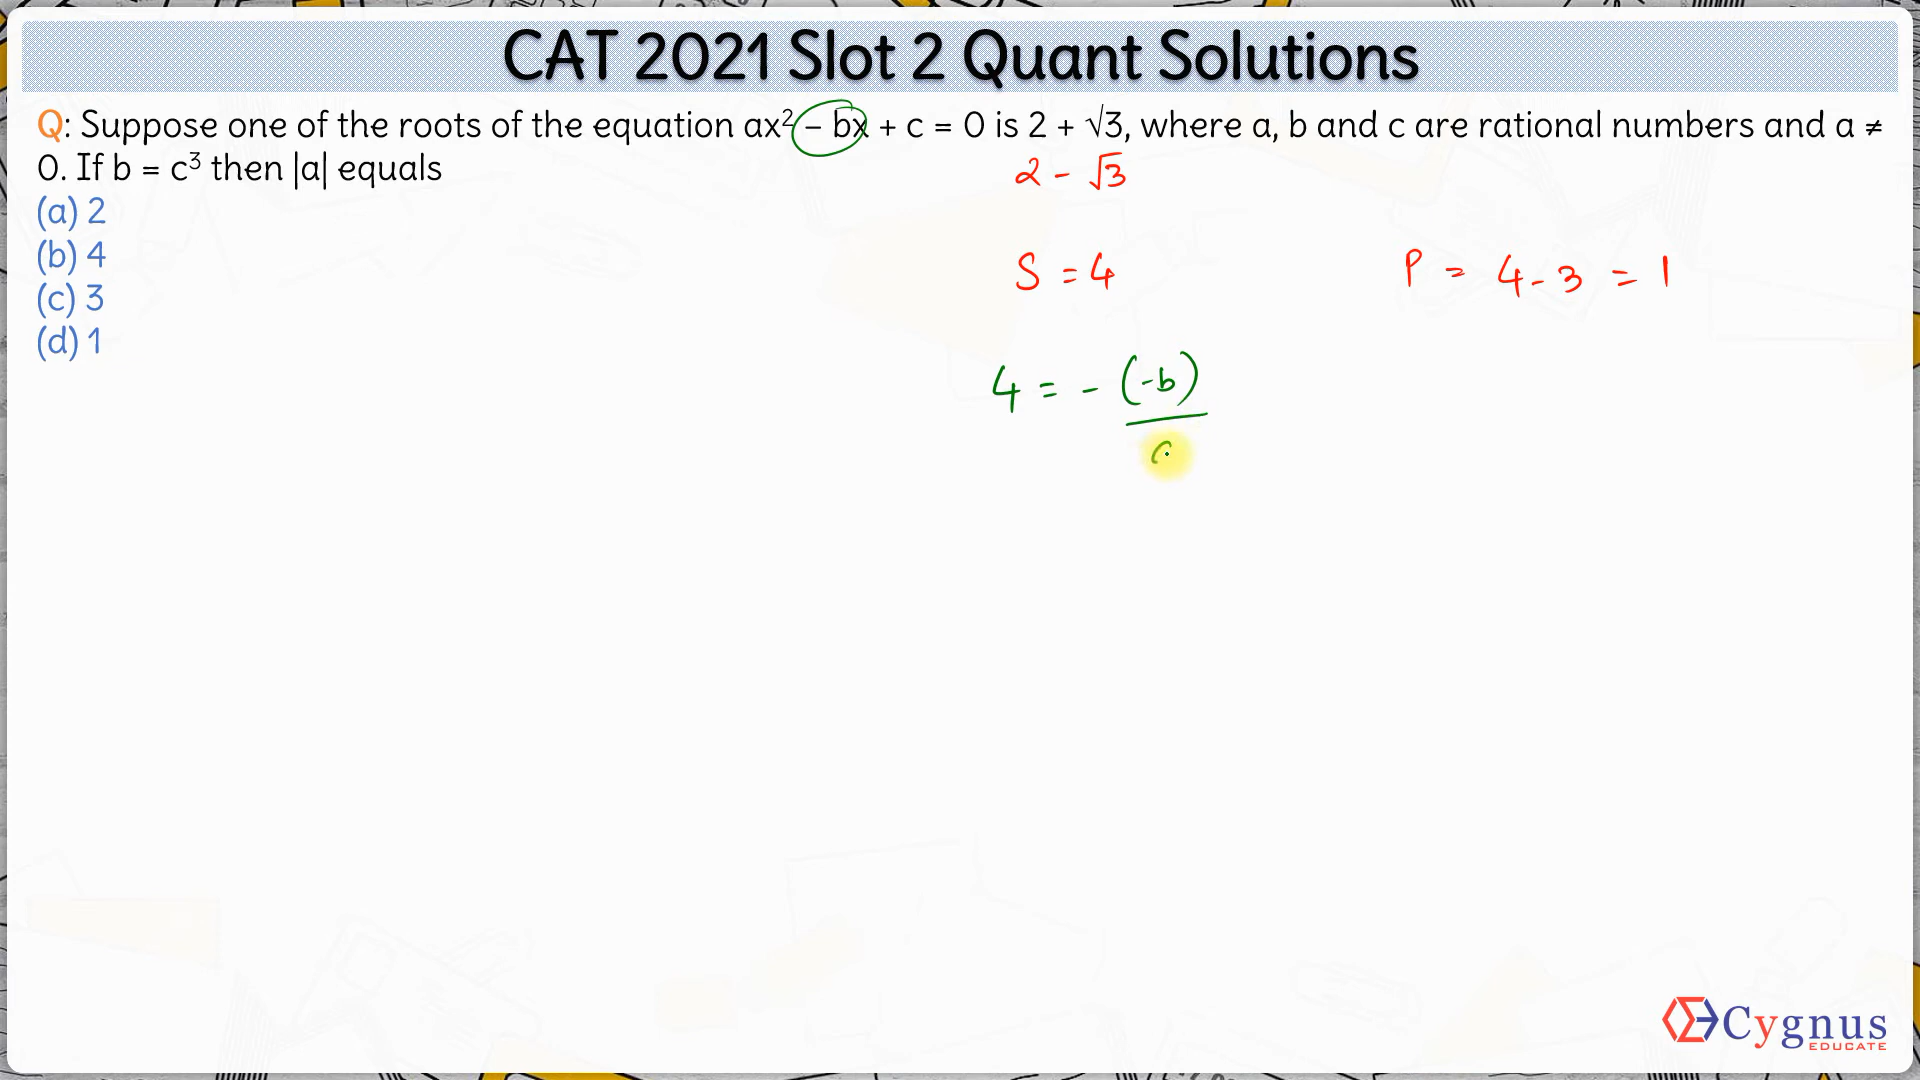 CAT 2021 Slot 2 Quant Solutions
Q: Suppose one of the roots of the equation ax² – bx + c = 0 is 2 + √3, where a, b and c are rational numbers and a ≠
0. If b = c³ then |a| equals
2 - √3
(a) 2
(b) 4
(c) 3
(d) 1
S = 4
P = 4 - 3 = 1
4 = - (-b)
Cygnus
EDUCATE